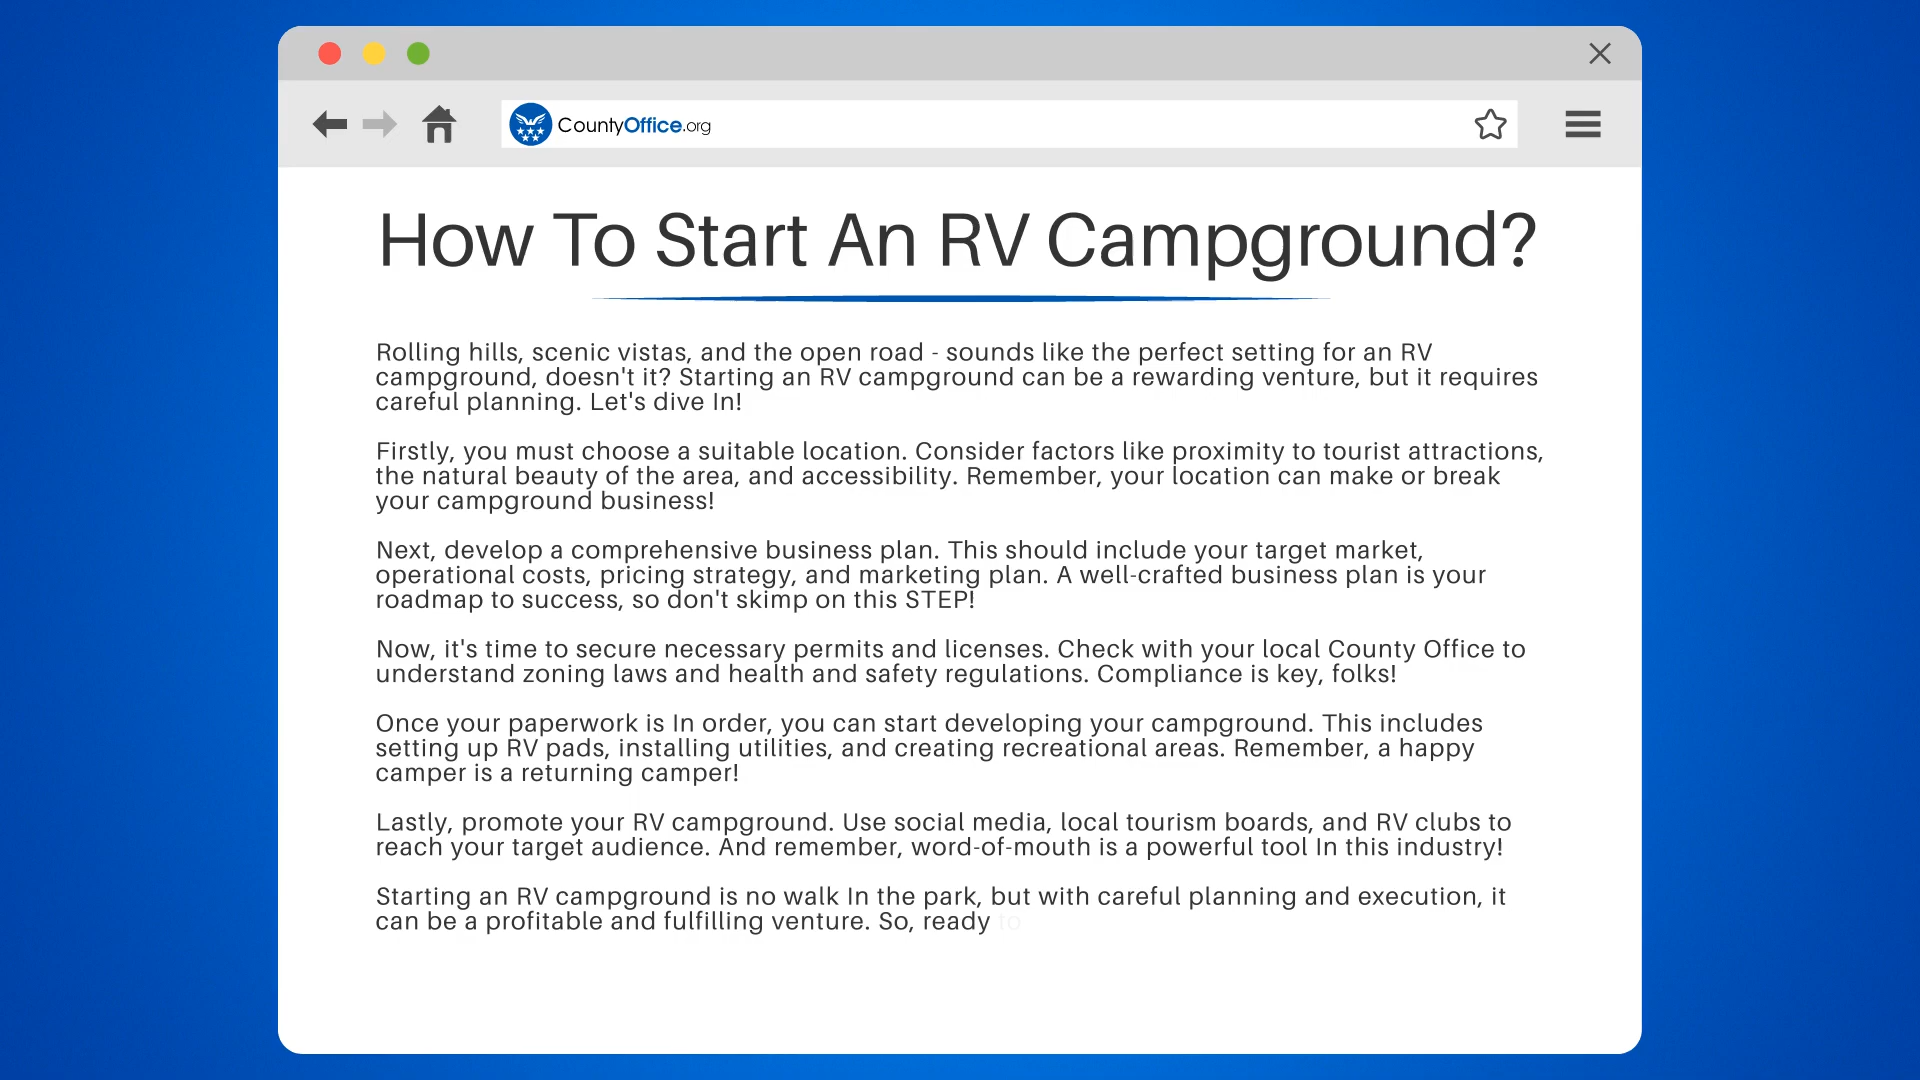 CountyOffice.org
How To Start An RV Campground?
Rolling hills, scenic vistas, and the open road - sounds like the perfect setting for an RV
campground, doesn't it? Starting an RV campground can be a rewarding venture, but it requires
careful planning. Let's dive In!
Firstly, you must choose a suitable location. Consider factors like proximity to tourist attractions,
the natural beauty of the area, and accessibility. Remember, your location can make or break
your campground business!
Next, develop a comprehensive business plan. This should include your target market,
operational costs, pricing strategy, and marketing plan. A well-crafted business plan is your
roadmap to success, so don't skimp on this STEP!
Now, it's time to secure necessary permits and licenses. Check with your local County Office to
understand zoning laws and health and safety regulations. Compliance is key, folks!
Once your paperwork is In order, you can start developing your campground. This includes
setting up RV pads, installing utilities, and creating recreational areas. Remember, a happy
camper is a returning camper!
Lastly, promote your RV campground. Use social media, local tourism boards, and RV clubs to
reach your target audience. And remember, word-of-mouth is a powerful tool In this industry!
Starting an RV campground is no walk In the park, but with careful planning and execution, it
can be a profitable and fulfilling venture. So, ready to